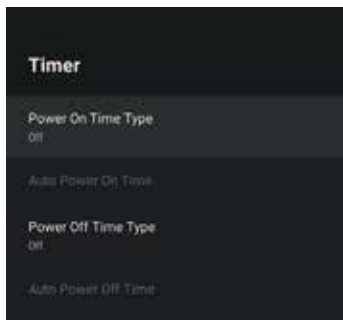 Timer
Power On Time Type
Off
Auto Power On Time
Power Off Time Type
Off
Auto Power Off Time